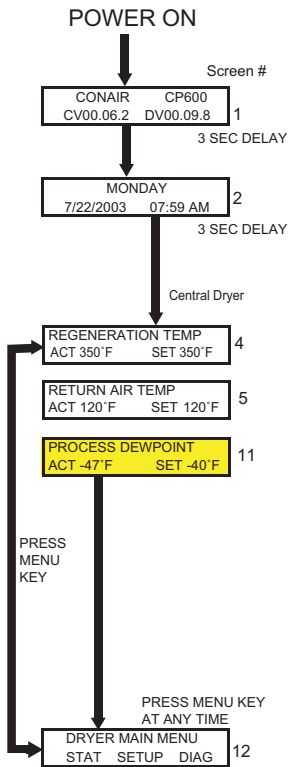 POWER ON
Screen #
CONAIR CP600
CV00.06.2 DV00.09.8 1
3 SEC DELAY
MONDAY
7/22/2003 07:59 AM 2
3 SEC DELAY
Central Dryer
REGENERATION TEMP
ACT 350˚F SET 350˚F 4
RETURN AIR TEMP
ACT 120˚F SET 120˚F 5
PROCESS DEWPOINT
ACT -47˚F SET -40˚F 11
PRESS
MENU
KEY
PRESS MENU KEY
AT ANY TIME
DRYER MAIN MENU
STAT SETUP DIAG 12